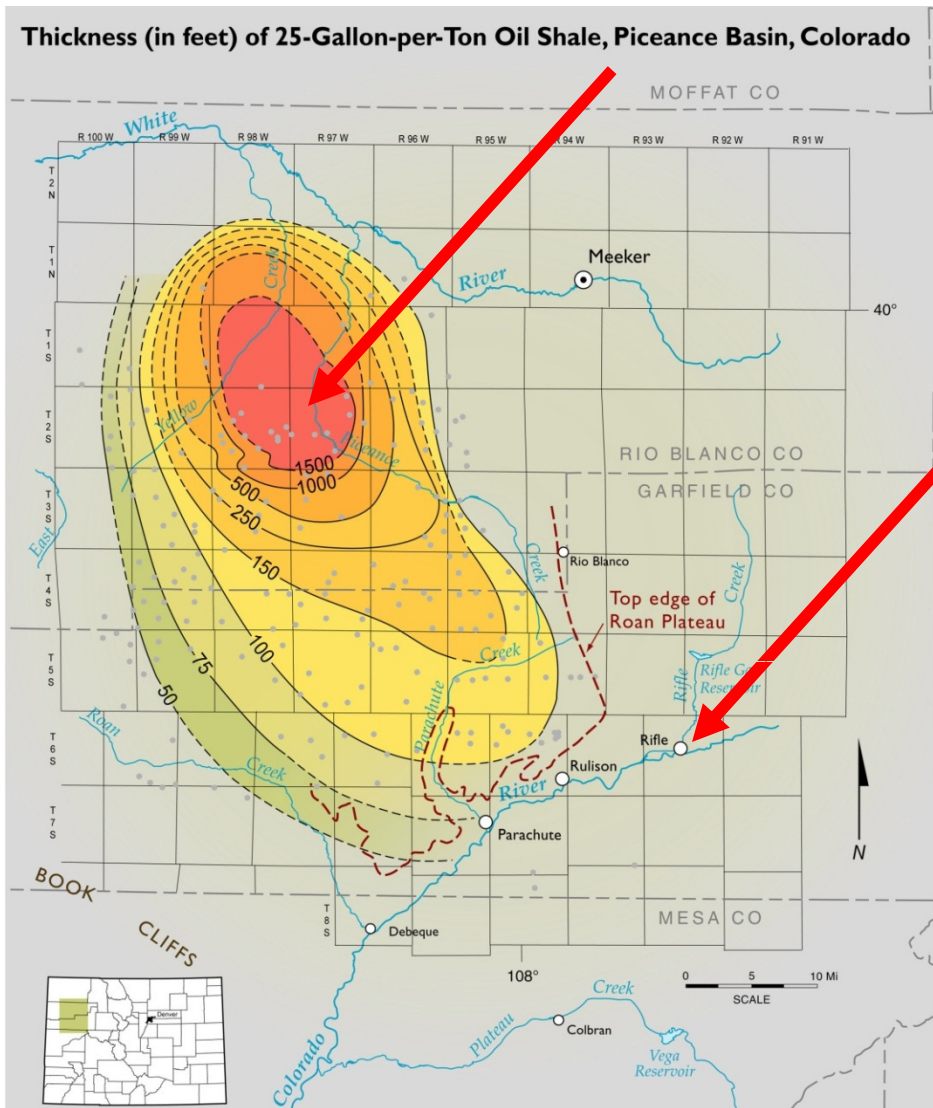 Thickness (in feet) of 25-Gallon-per-Ton Oil Shale, Piceance Basin, Colorado
MOFFAT CO
White
R 100 W
R 99 W
R 98 W
R 97 W
R 96 W
R 95 W
R 94 W
R 93 W
R 92 W
R 91 W
T 2 N
T 1 N
Creek
River
Meeker
40°
T 1 S
Yellow
T 2 S
Piceance
RIO BLANCO CO
GARFIELD CO
1500
1000
500
250
150
100
75
50
T 3 S
East
Creek
Rio Blanco
Creek
T 4 S
Top edge of
Roan Plateau
T 5 S
Creek
Parachute
Rifle
Rifle
Reservoir
Roan
Creek
T 6 S
Rifle
Rulison
River
T 7 S
Parachute
N
BOOK
CLIFFS
T 8 S
MESA CO
Debeque
108°
0 5 10 Mi
SCALE
Denver
Colorado
Plateau
Creek
Colbran
Vega
Reservoir